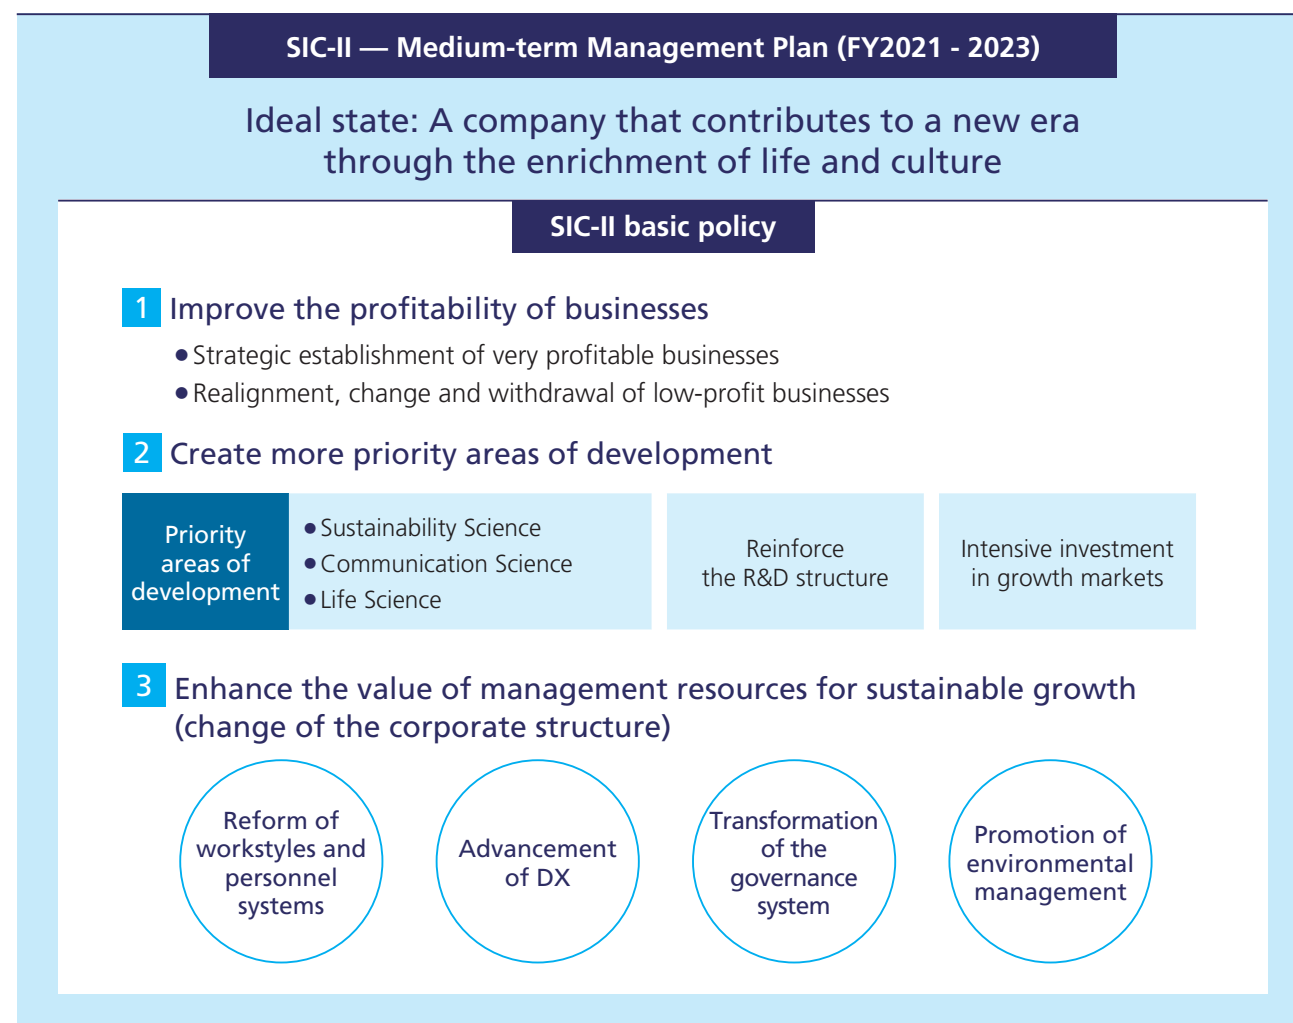 SIC-II — Medium-term Management Plan (FY2021 - 2023)
Ideal state: A company that contributes to a new era
through the enrichment of life and culture
SIC-II basic policy
1 Improve the profitability of businesses
● Strategic establishment of very profitable businesses
● Realignment, change and withdrawal of low-profit businesses
2 Create more priority areas of development
Priority
areas of
development
● Sustainability Science
● Communication Science
● Life Science
Reinforce
the R&D structure
Intensive investment
in growth markets
3 Enhance the value of management resources for sustainable growth
(change of the corporate structure)
Reform of
workstyles and
personnel
systems
Advancement
of DX
Transformation
of the
governance
system
Promotion of
environmental
management